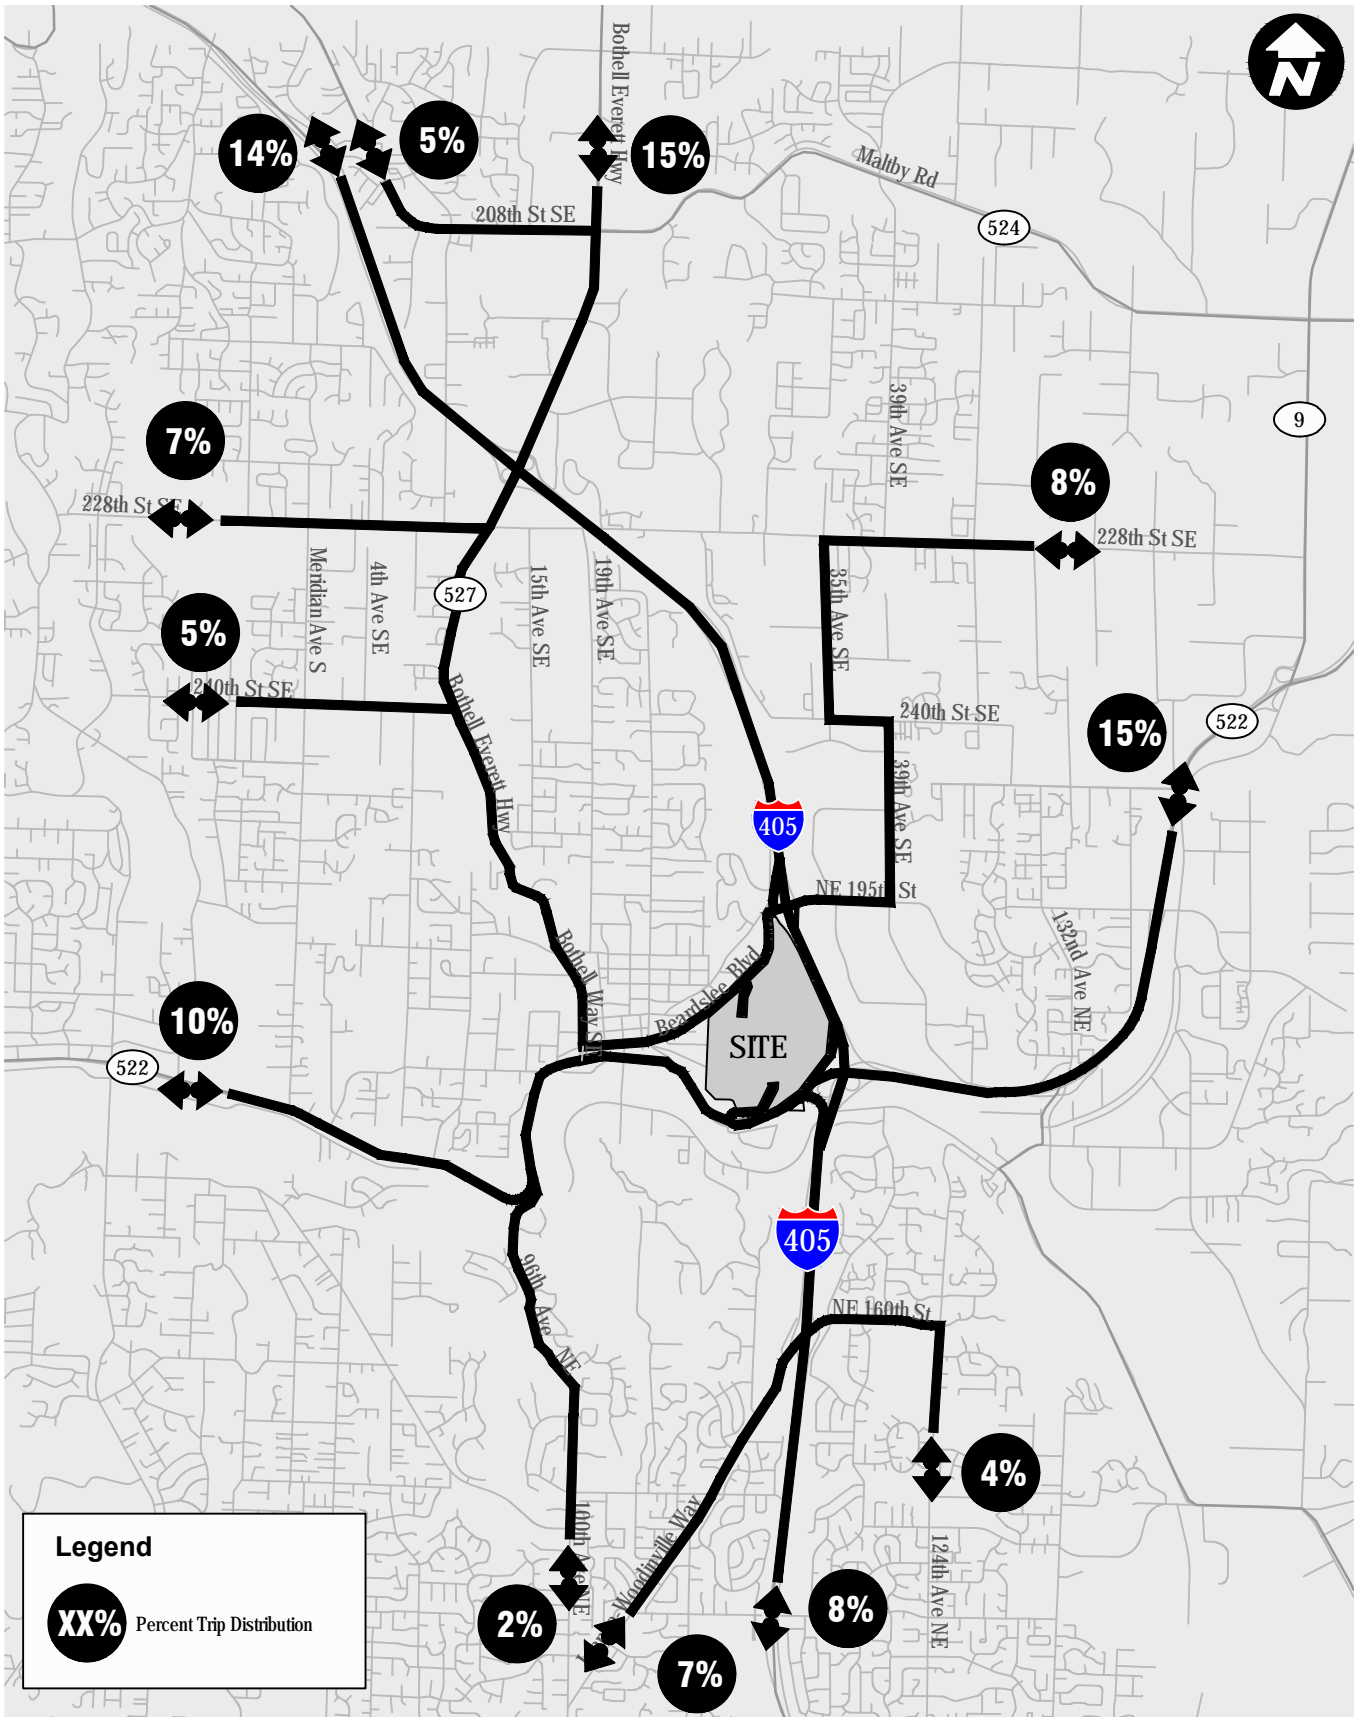 N
Bothell Everett Hwy
14%
5%
15%
Maltby Rd
208th St SE
524
9
39th Ave SE
7%
8%
228th St SE
228th St SE
Meridian Ave S
4th Ave SE
527
15th Ave SE
19th Ave SE
35th Ave SE
5%
240th St SE
Bothell Everett Hwy
240th St SE
15%
522
39th Ave SE
405
NE 195th St
132nd Ave NE
Bothell Way SE
Beardslee Blvd
SITE
10%
522
405
96th Ave NE
NE 160th St
4%
100th Ave NE
Woodinville Way
124th Ave NE
2%
7%
8%
Legend
XX% Percent Trip Distribution